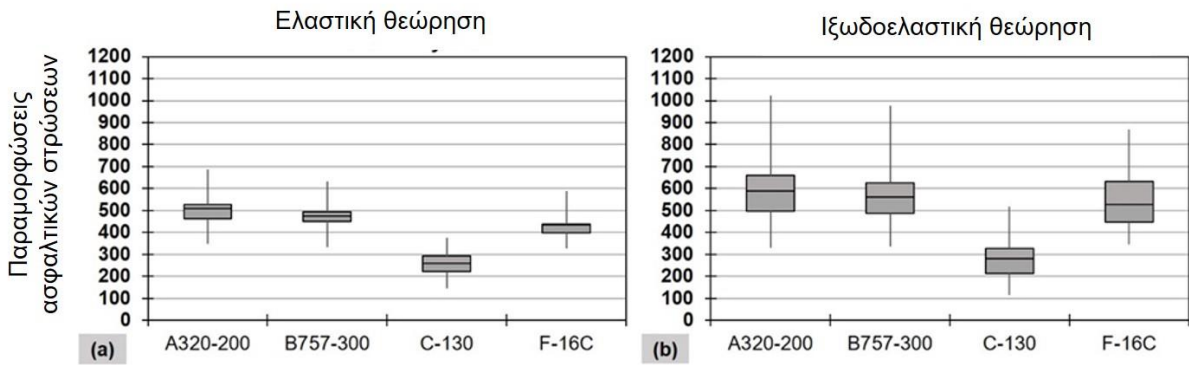 Ελαστική θεώρηση
Ιξωδοελαστική θεώρηση
Παραμορφώσεις
ασφαλτικών στρώσεων
1200
1100
1000
900
800
700
600
500
400
300
200
100
0
(a)
A320-200
B757-300
C-130
F-16C
1200
1100
1000
900
800
700
600
500
400
300
200
100
0
(b)
A320-200
B757-300
C-130
F-16C